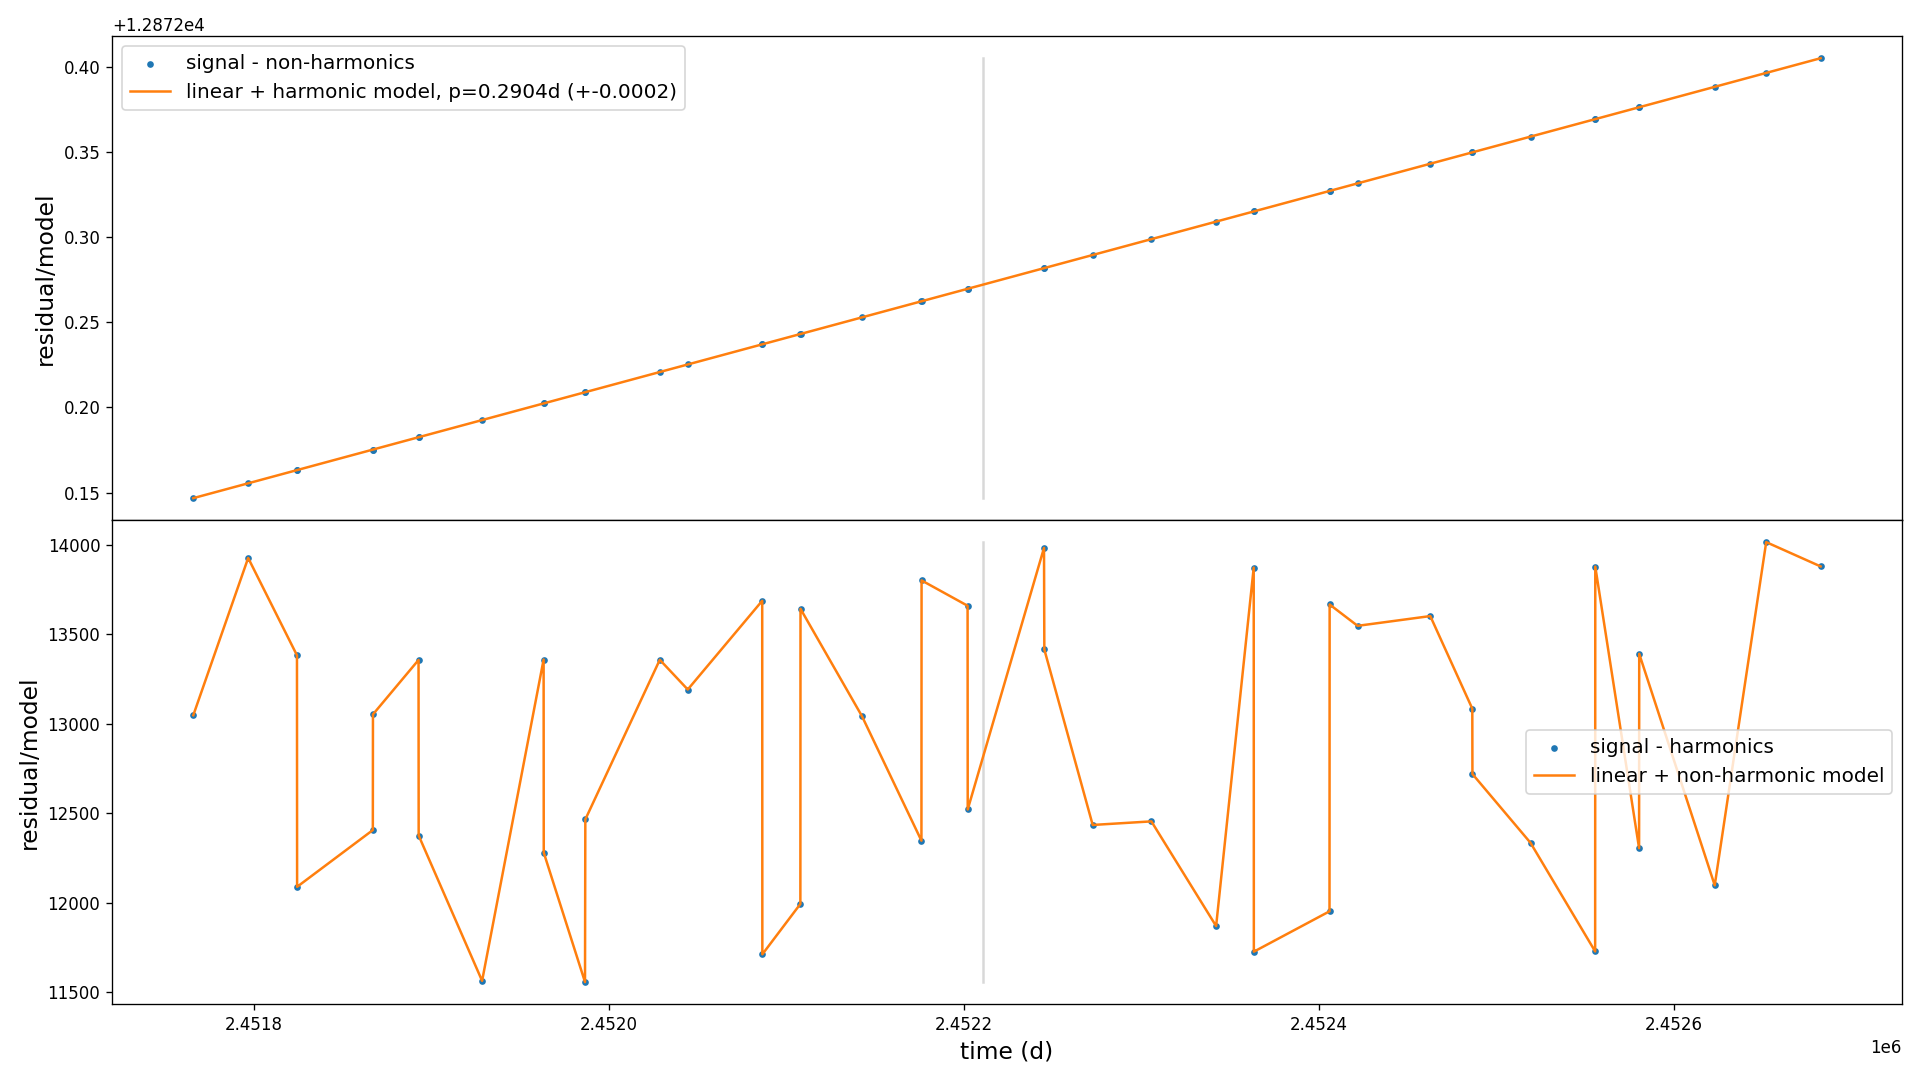 +1.2872e4
signal - non-harmonics
linear + harmonic model, p=0.2904d (+-0.0002)
0.40
0.35
0.30
0.25
0.20
0.15
residual/model
14000
13500
13000
12500
12000
11500
residual/model
signal - harmonics
linear + non-harmonic model
2.4518
2.4520
2.4522
2.4524
2.4526
time (d)
1e6